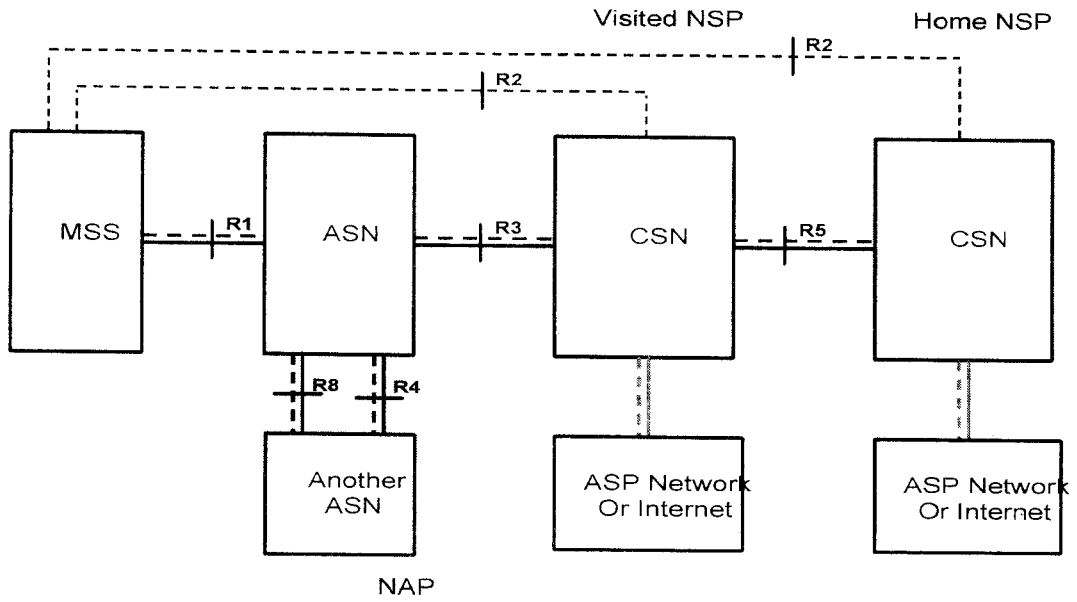 Visited NSP
Home NSP
R2
R2
MSS
R1
ASN
R3
CSN
R5
CSN
R8
R4
Another
ASN
ASP Network
Or Internet
ASP Network
Or Internet
NAP